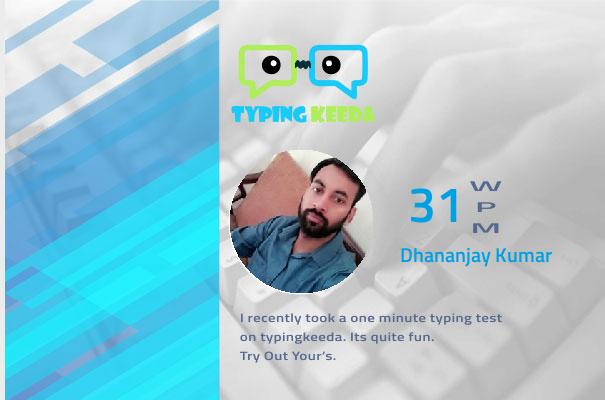 TYPING KEEDA
31 WPM
Dhananjay Kumar
I recently took a one minute typing test
on typingkeeda. Its quite fun.
Try Out Your's.